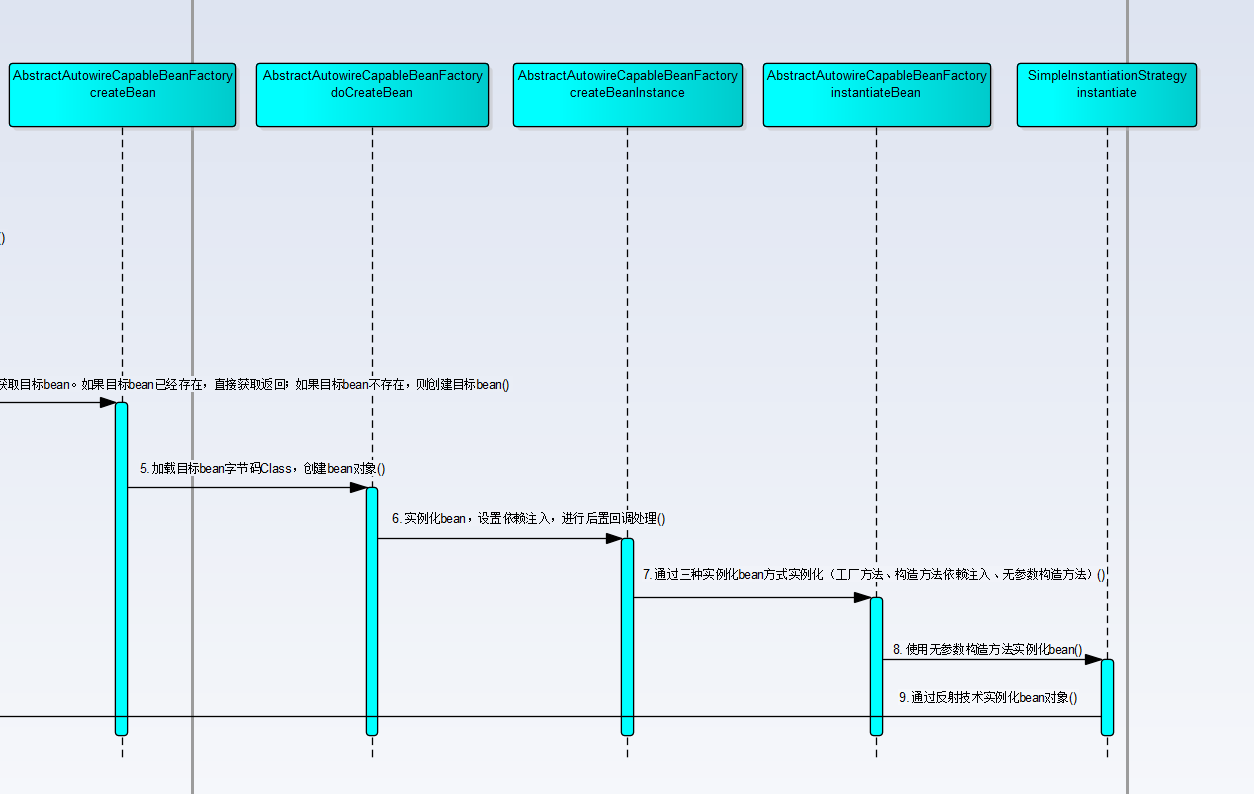 AbstractAutowireCapableBeanFactory
createBean
AbstractAutowireCapableBeanFactory
doCreateBean
AbstractAutowireCapableBeanFactory
createBeanInstance
AbstractAutowireCapableBeanFactory
instantiateBean
SimpleInstantiationStrategy
instantiate
)
获取目标bean。如果目标bean已经存在，直接获取返回；如果目标bean不存在，则创建目标bean()
5. 加载目标bean字节码Class，创建bean对象()
6. 实例化bean，设置依赖注入，进行后置回调处理()
7. 通过三种实例化bean方式实例化（工厂方法、构造方法依赖注入、无参数构造方法）()
8. 使用无参数构造方法实例化bean()
9. 通过反射技术实例化bean对象()